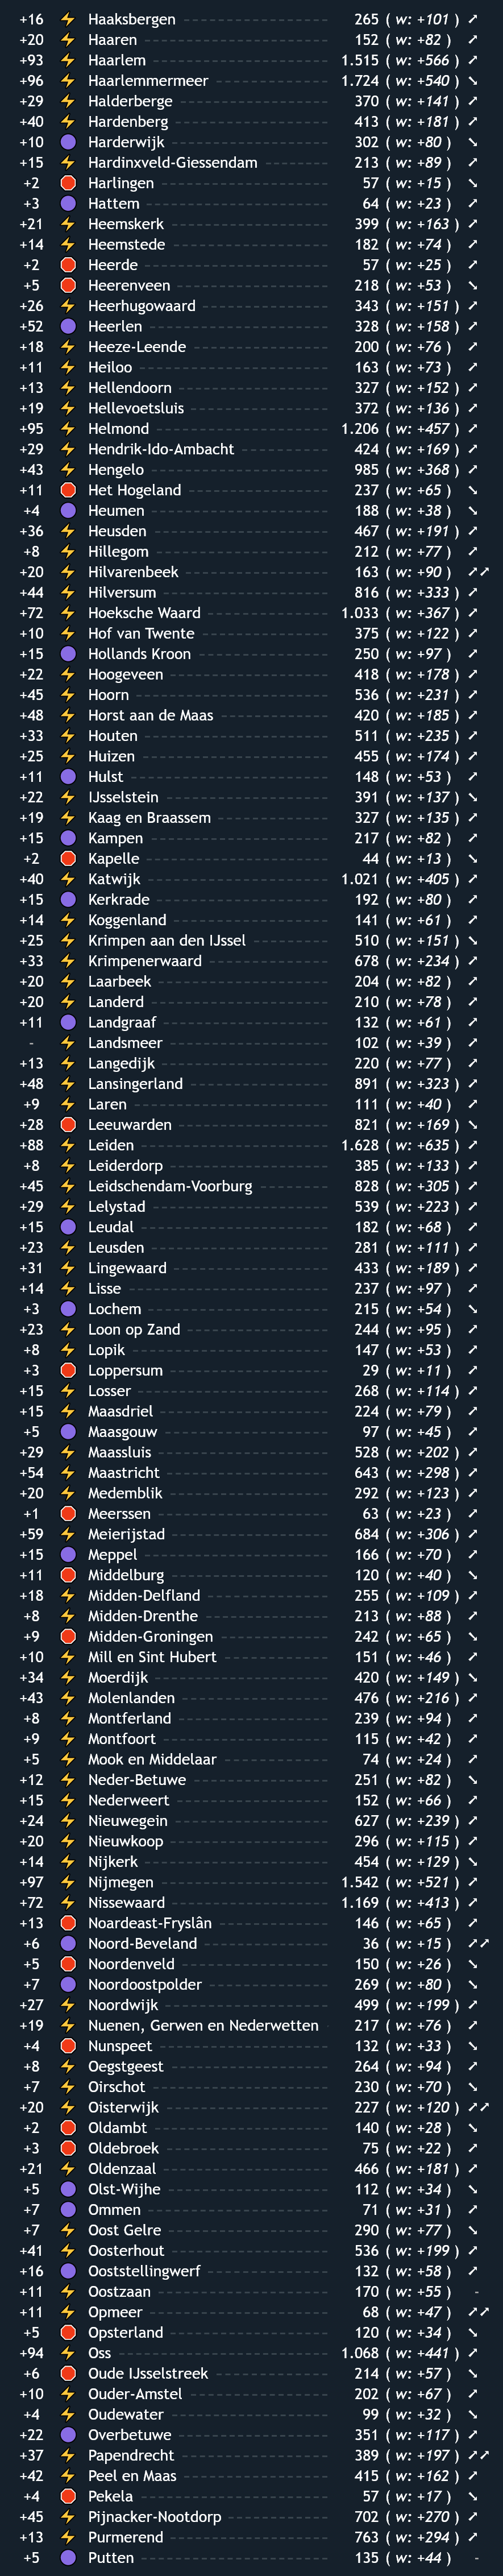 +16 ⚡ Haaksbergen 265 ( w: +101 ) ↗
+20 ⚡ Haaren 152 ( w: +82 ) ↗
+93 ⚡ Haarlem 1.515 ( w: +566 ) ↗
+96 ⚡ Haarlemmermeer 1.724 ( w: +540 ) ↘
+29 ⚡ Halderberge 370 ( w: +141 ) ↗
+40 ⚡ Hardenberg 413 ( w: +181 ) ↗
+10 🟣 Harderwijk 302 ( w: +80 ) ↘
+15 ⚡ Hardinxveld-Giessendam 213 ( w: +89 ) ↗
+2 🛑 Harlingen 57 ( w: +15 ) ↘
+3 🟣 Hattem 64 ( w: +23 ) ↗
+21 ⚡ Heemskerk 399 ( w: +163 ) ↗
+14 ⚡ Heemstede 182 ( w: +74 ) ↗
+2 🛑 Heerde 57 ( w: +25 ) ↗
+5 🛑 Heerenveen 218 ( w: +53 ) ↘
+26 ⚡ Heerhugowaard 343 ( w: +151 ) ↗
+52 🟣 Heerlen 328 ( w: +158 ) ↗
+18 ⚡ Heeze-Leende 200 ( w: +76 ) ↗
+11 ⚡ Heiloo 163 ( w: +73 ) ↗
+13 ⚡ Hellendoorn 327 ( w: +152 ) ↗
+19 ⚡ Hellevoetsluis 372 ( w: +136 ) ↗
+95 ⚡ Helmond 1.206 ( w: +457 ) ↗
+29 ⚡ Hendrik-Ido-Ambacht 424 ( w: +169 ) ↗
+43 ⚡ Hengelo 985 ( w: +368 ) ↗
+11 🛑 Het Hogeland 237 ( w: +65 ) ↘
+4 🟣 Heumen 188 ( w: +38 ) ↘
+36 ⚡ Heusden 467 ( w: +191 ) ↗
+8 ⚡ Hillegom 212 ( w: +77 ) ↗
+20 ⚡ Hilvarenbeek 163 ( w: +90 ) ↗↗
+44 ⚡ Hilversum 816 ( w: +333 ) ↗
+72 ⚡ Hoeksche Waard 1.033 ( w: +367 ) ↗
+10 ⚡ Hof van Twente 375 ( w: +122 ) ↗
+15 🟣 Hollands Kroon 250 ( w: +97 ) ↗
+22 ⚡ Hoogeveen 418 ( w: +178 ) ↗
+45 ⚡ Hoorn 536 ( w: +231 ) ↗
+48 ⚡ Horst aan de Maas 420 ( w: +185 ) ↗
+33 ⚡ Houten 511 ( w: +235 ) ↗
+25 ⚡ Huizen 455 ( w: +174 ) ↗
+11 🟣 Hulst 148 ( w: +53 ) ↗
+22 ⚡ IJsselstein 391 ( w: +137 ) ↘
+19 ⚡ Kaag en Braassem 327 ( w: +135 ) ↗
+15 🟣 Kampen 217 ( w: +82 ) ↗
+2 🛑 Kapelle 44 ( w: +13 ) ↘
+40 ⚡ Katwijk 1.021 ( w: +405 ) ↗
+15 🟣 Kerkrade 192 ( w: +80 ) ↗
+14 ⚡ Koggenland 141 ( w: +61 ) ↗
+25 ⚡ Krimpen aan den IJssel 510 ( w: +151 ) ↘
+33 ⚡ Krimpenerwaard 678 ( w: +234 ) ↗
+20 ⚡ Laarbeek 204 ( w: +82 ) ↗
+20 ⚡ Landerd 210 ( w: +78 ) ↗
+11 🟣 Landgraaf 132 ( w: +61 ) ↗
- ⚡ Landsmeer 102 ( w: +39 ) ↗
+13 ⚡ Langedijk 220 ( w: +77 ) ↗
+48 ⚡ Lansingerland 891 ( w: +323 ) ↗
+9 ⚡ Laren 111 ( w: +40 ) ↗
+28 🛑 Leeuwarden 821 ( w: +169 ) ↘
+88 ⚡ Leiden 1.628 ( w: +635 ) ↗
+8 ⚡ Leiderdorp 385 ( w: +133 ) ↗
+45 ⚡ Leidschendam-Voorburg 828 ( w: +305 ) ↗
+29 ⚡ Lelystad 539 ( w: +223 ) ↗
+15 🟣 Leudal 182 ( w: +68 ) ↗
+23 ⚡ Leusden 281 ( w: +111 ) ↗
+31 ⚡ Lingewaard 433 ( w: +189 ) ↗
+14 ⚡ Lisse 237 ( w: +97 ) ↗
+3 🟣 Lochem 215 ( w: +54 ) ↘
+23 ⚡ Loon op Zand 244 ( w: +95 ) ↗
+8 ⚡ Lopik 147 ( w: +53 ) ↗
+3 🛑 Loppersum 29 ( w: +11 ) ↗
+15 ⚡ Losser 268 ( w: +114 ) ↗
+15 ⚡ Maasdriel 224 ( w: +79 ) ↗
+5 🟣 Maasgouw 97 ( w: +45 ) ↗
+29 ⚡ Maassluis 528 ( w: +202 ) ↗
+54 ⚡ Maastricht 643 ( w: +298 ) ↗
+20 ⚡ Medemblik 292 ( w: +123 ) ↗
+1 🛑 Meerssen 63 ( w: +23 ) ↗
+59 ⚡ Meierijstad 684 ( w: +306 ) ↗
+15 🟣 Meppel 166 ( w: +70 ) ↗
+11 🛑 Middelburg 120 ( w: +40 ) ↘
+18 ⚡ Midden-Delfland 255 ( w: +109 ) ↗
+8 ⚡ Midden-Drenthe 213 ( w: +88 ) ↗
+9 🛑 Midden-Groningen 242 ( w: +65 ) ↘
+10 ⚡ Mill en Sint Hubert 151 ( w: +46 ) ↗
+34 ⚡ Moerdijk 420 ( w: +149 ) ↘
+43 ⚡ Molenlanden 476 ( w: +216 ) ↗
+8 ⚡ Montferland 239 ( w: +94 ) ↗
+9 ⚡ Montfoort 115 ( w: +42 ) ↗
+5 ⚡ Mook en Middelaar 74 ( w: +24 ) ↗
+12 ⚡ Neder-Betuwe 251 ( w: +82 ) ↘
+15 ⚡ Nederweert 152 ( w: +66 ) ↗
+24 ⚡ Nieuwegein 627 ( w: +239 ) ↗
+20 ⚡ Nieuwkoop 296 ( w: +115 ) ↗
+14 ⚡ Nijkerk 454 ( w: +129 ) ↘
+97 ⚡ Nijmegen 1.542 ( w: +521 ) ↗
+72 ⚡ Nissewaard 1.169 ( w: +413 ) ↗
+13 🛑 Noardeast-Fryslân 146 ( w: +65 ) ↗
+6 🟣 Noord-Beveland 36 ( w: +15 ) ↗↗
+5 🛑 Noordenveld 150 ( w: +26 ) ↘
+7 🟣 Noordoostpolder 269 ( w: +80 ) ↘
+27 ⚡ Noordwijk 499 ( w: +199 ) ↗
+19 ⚡ Nuenen, Gerwen en Nederwetten 217 ( w: +76 ) ↗
+4 🛑 Nunspeet 132 ( w: +33 ) ↘
+8 ⚡ Oegstgeest 264 ( w: +94 ) ↗
+7 ⚡ Oirschot 230 ( w: +70 ) ↘
+20 ⚡ Oisterwijk 227 ( w: +120 ) ↗↗
+2 🛑 Oldambt 140 ( w: +28 ) ↘
+3 🛑 Oldebroek 75 ( w: +22 ) ↗
+21 ⚡ Oldenzaal 466 ( w: +181 ) ↗
+5 🟣 Olst-Wijhe 112 ( w: +34 ) ↘
+7 🟣 Ommen 71 ( w: +31 ) ↗
+7 ⚡ Oost Gelre 290 ( w: +77 ) ↘
+41 ⚡ Oosterhout 536 ( w: +199 ) ↗
+16 🟣 Ooststellingwerf 132 ( w: +58 ) ↗
+11 ⚡ Oostzaan 170 ( w: +55 ) -
+11 ⚡ Opmeer 68 ( w: +47 ) ↗↗
+5 🛑 Opsterland 120 ( w: +34 ) ↘
+94 ⚡ Oss 1.068 ( w: +441 ) ↗
+6 🛑 Oude IJsselstreek 214 ( w: +57 ) ↘
+10 ⚡ Ouder-Amstel 202 ( w: +67 ) ↗
+4 ⚡ Oudewater 99 ( w: +32 ) ↘
+22 🟣 Overbetuwe 351 ( w: +117 ) ↗
+37 ⚡ Papendrecht 389 ( w: +197 ) ↗↗
+42 ⚡ Peel en Maas 415 ( w: +162 ) ↗
+4 🛑 Pekela 57 ( w: +17 ) ↘
+45 ⚡ Pijnacker-Nootdorp 702 ( w: +270 ) ↗
+13 ⚡ Purmerend 763 ( w: +294 ) ↗
+5 🟣 Putten 135 ( w: +44 ) -